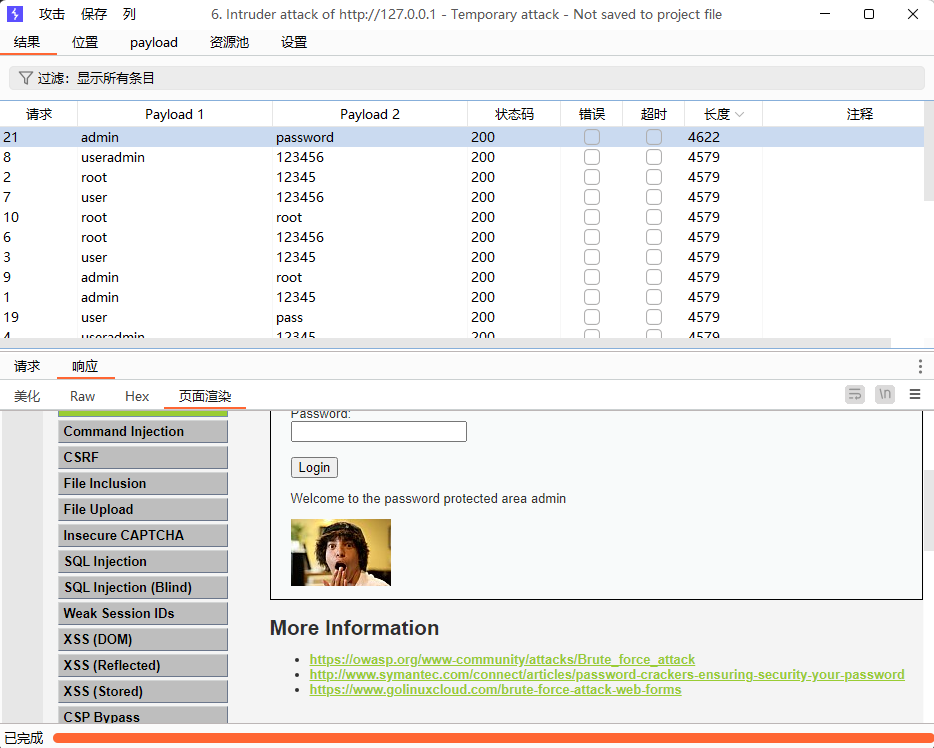 攻击 保存 列 6. Intruder attack of http://127.0.0.1 - Temporary attack - Not saved to project file
结果 位置 payload 资源池 设置
过滤：显示所有条目
请求 Payload 1 Payload 2 状态码 错误 超时 长度 注释
21 admin password 200 4622
8 useradmin 123456 200 4579
2 root 12345 200 4579
7 user 123456 200 4579
10 root root 200 4579
6 root 123456 200 4579
3 user 12345 200 4579
9 admin root 200 4579
1 admin 12345 200 4579
19 user pass 200 4579
4 useradmin 12345 200 4579
请求 响应
美化 Raw Hex 页面渲染 \n
Password:
Command Injection
CSRF
Login
File Inclusion
File Upload
Welcome to the password protected area admin
Insecure CAPTCHA
SQL Injection
SQL Injection (Blind)
Weak Session IDs
XSS (DOM)
XSS (Reflected)
XSS (Stored)
CSP Bypass
More Information
https://owasp.org/www-community/attacks/Brute_force_attack
http://www.symantec.com/connect/articles/password-crackers-ensuring-security-your-password
https://www.golinuxcloud.com/brute-force-attack-web-forms
已完成